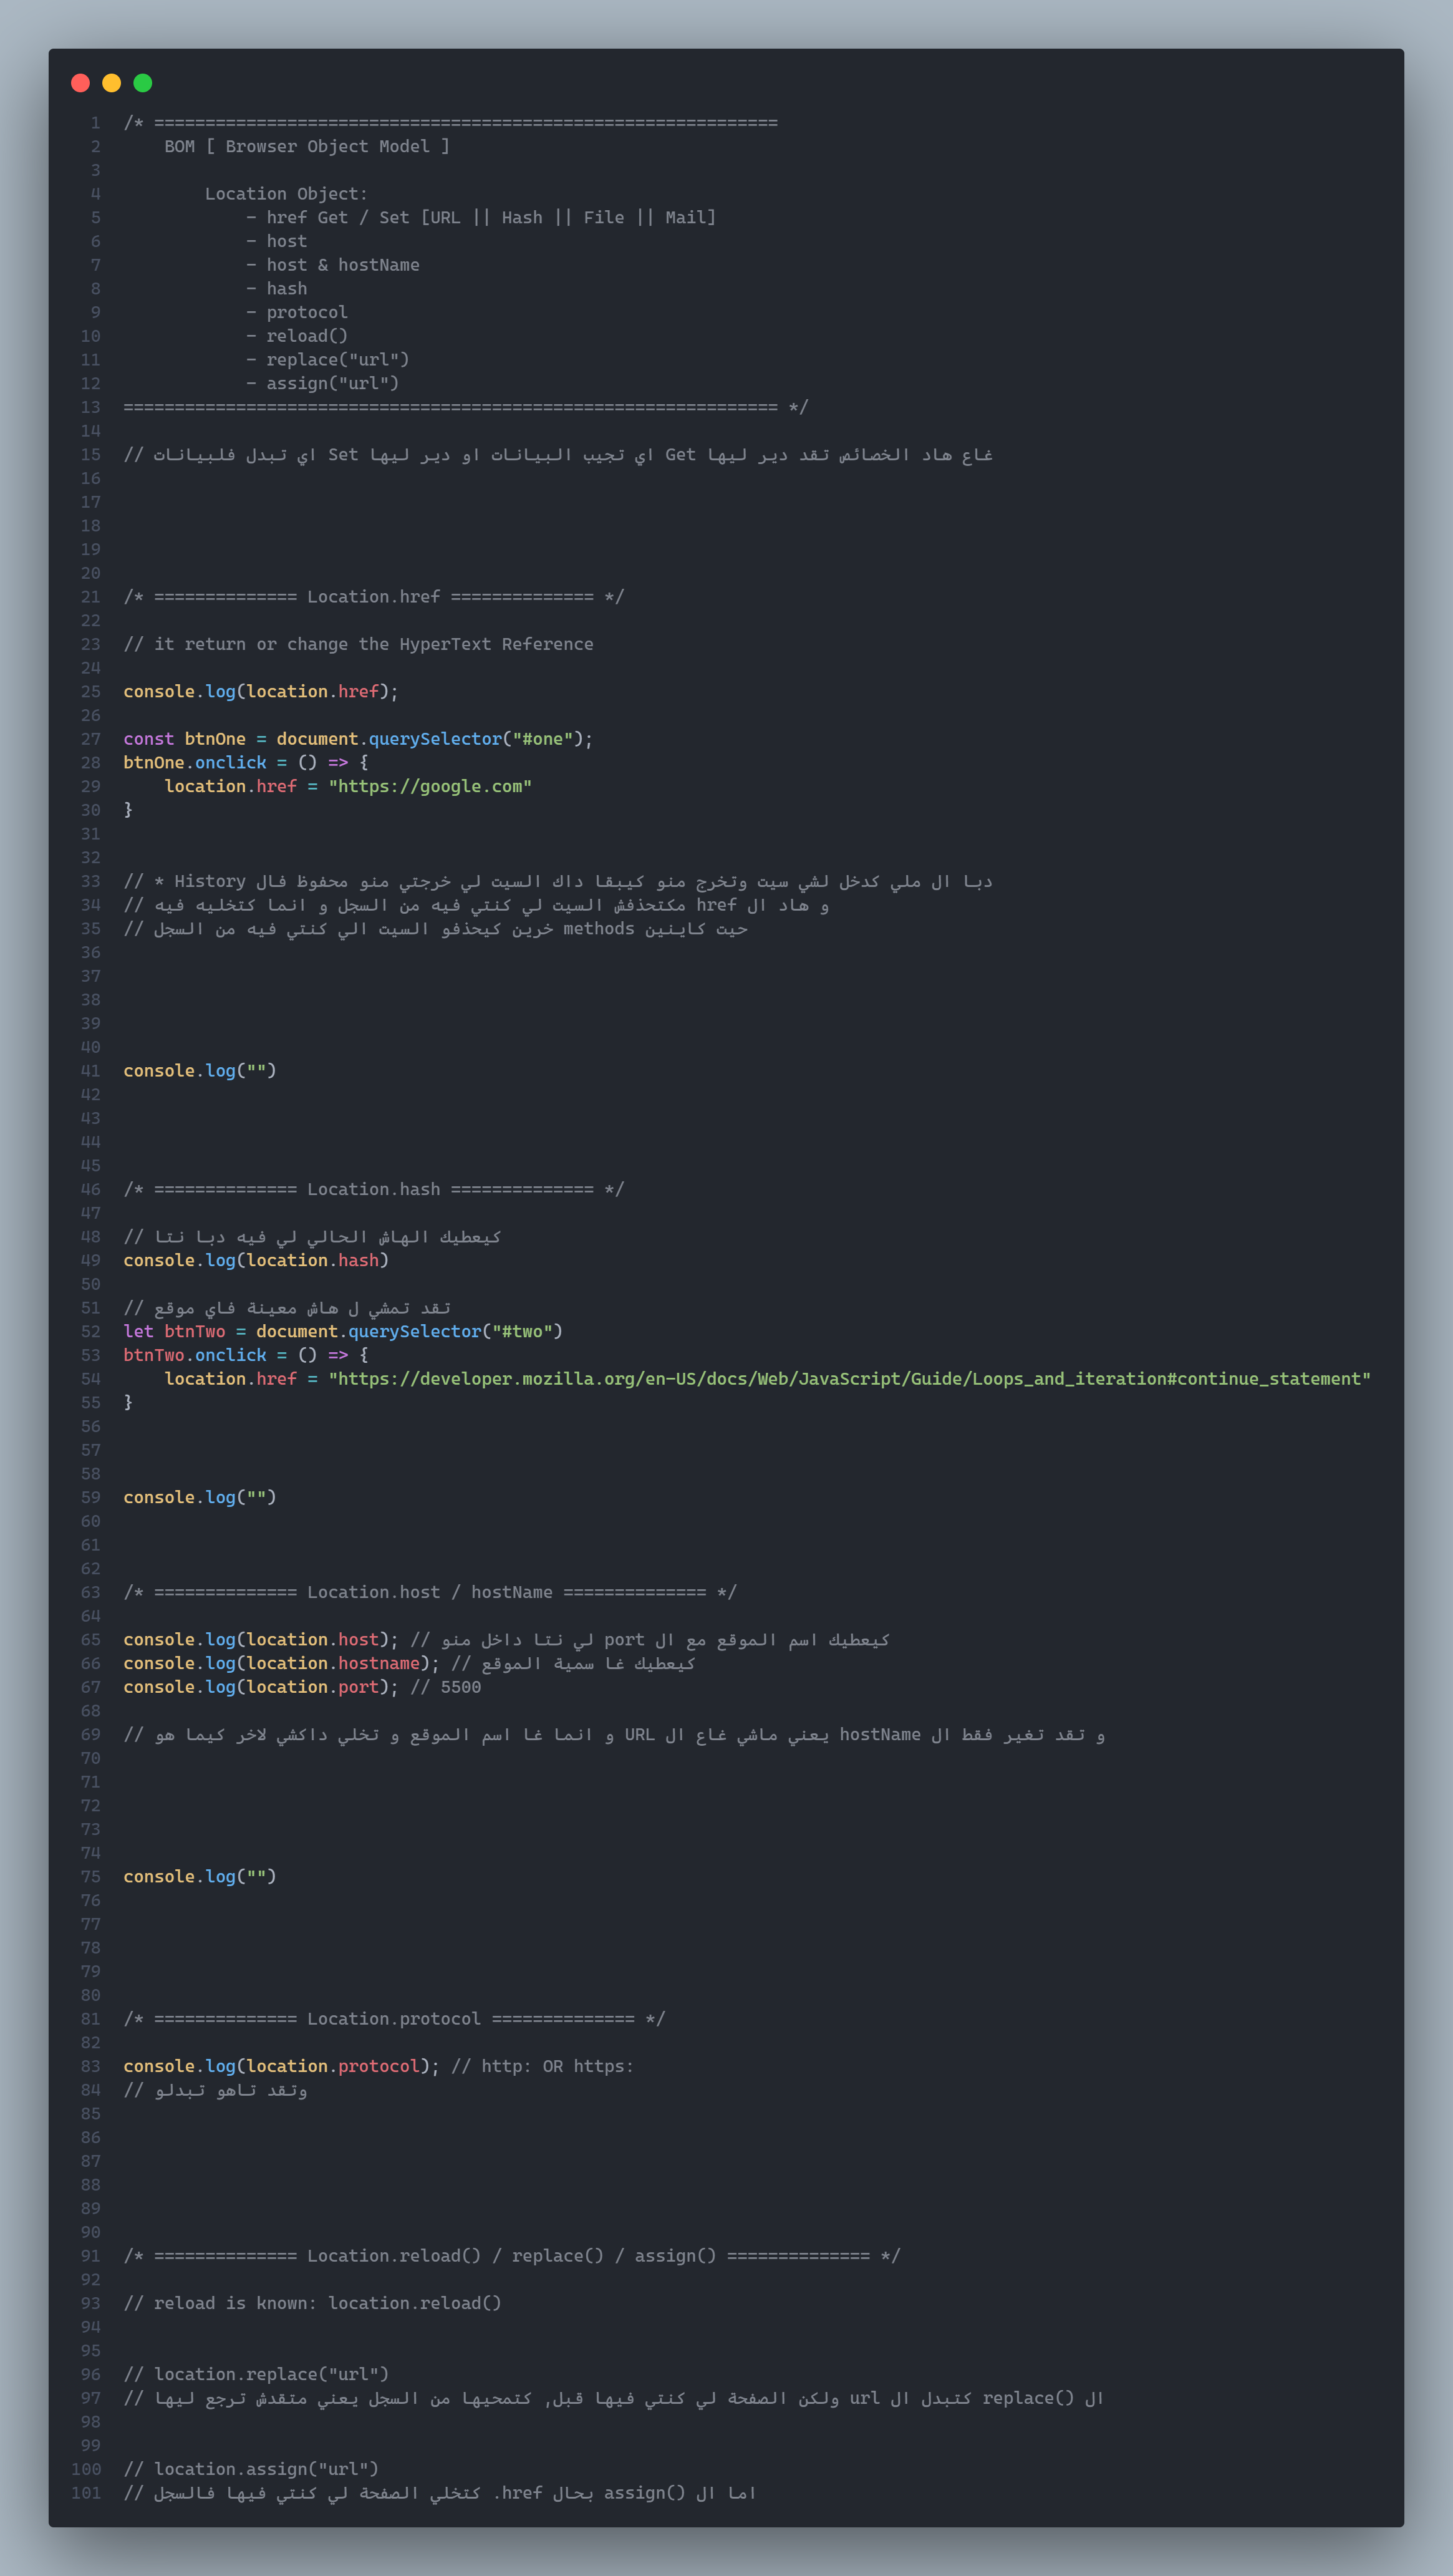 1 /* =============================================================
2     BOM [ Browser Object Model ]
3
4         Location Object:
5             - href Get / Set [URL || Hash || File || Mail]
6             - host
7             - host & hostName
8             - hash
9             - protocol
10             - reload()
11             - replace("url")
12             - assign("url")
13 ================================================================ */
14
15 // غاع هاد الخصائص تقد دير ليها Get اي تجيب البيانات او دير ليها Set اي تبدل فلبيانات
16
17
18
19
20
21 /* ============== Location.href ============== */
22
23 // it return or change the HyperText Reference
24
25 console.log(location.href);
26
27 const btnOne = document.querySelector("#one");
28 btnOne.onclick = () => {
29     location.href = "https://google.com"
30 }
31
32
33 // * دبا ال ملي كدخل لشي سيت وتخرج منو كيبقا داك السيت لي خرجتي منو محفوظ فال History
34 // و هاد ال href مكتحذفش السيت لي كنتي فيه من السجل و انما كتخليه فيه
35 // حيت كاينين methods خرين كيحذفو السيت الي كنتي فيه من السجل
36
37
38
39
40
41 console.log("")
42
43
44
45
46 /* ============== Location.hash ============== */
47
48 // كيعطيك الهاش الحالي لي فيه دبا نتا
49 console.log(location.hash)
50
51 // تقد تمشي ل هاش معينة فاي موقع
52 let btnTwo = document.querySelector("#two")
53 btnTwo.onclick = () => {
54     location.href = "https://developer.mozilla.org/en-US/docs/Web/JavaScript/Guide/Loops_and_iteration#continue_statement"
55 }
56
57
58
59 console.log("")
60
61
62
63 /* ============== Location.host / hostName ============== */
64
65 console.log(location.host); // كيعطيك اسم الموقع مع ال port لي نتا داخل منو
66 console.log(location.hostname); // كيعطيك غا سمية الموقع
67 console.log(location.port); // 5500
68
69 // و تقد تغير فقط ال hostName يعني ماشي غاع ال URL و انما غا اسم الموقع و تخلي داكشي لاخر كيما هو
70
71
72
73
74
75 console.log("")
76
77
78
79
80
81 /* ============== Location.protocol ============== */
82
83 console.log(location.protocol); // http: OR https:
84 // وتقد تاهو تبدلو
85
86
87
88
89
90
91 /* ============== Location.reload() / replace() / assign() ============== */
92
93 // reload is known: location.reload()
94
95
96 // location.replace("url")
97 // ال replace() كتبدل ال url ولكن الصفحة لي كنتي فيها قبل, كتمحيها من السجل يعني متقدش ترجع ليها
98
99
100 // location.assign("url")
101 // اما ال assign() بحال href. كتخلي الصفحة لي كنتي فيها فالسجل